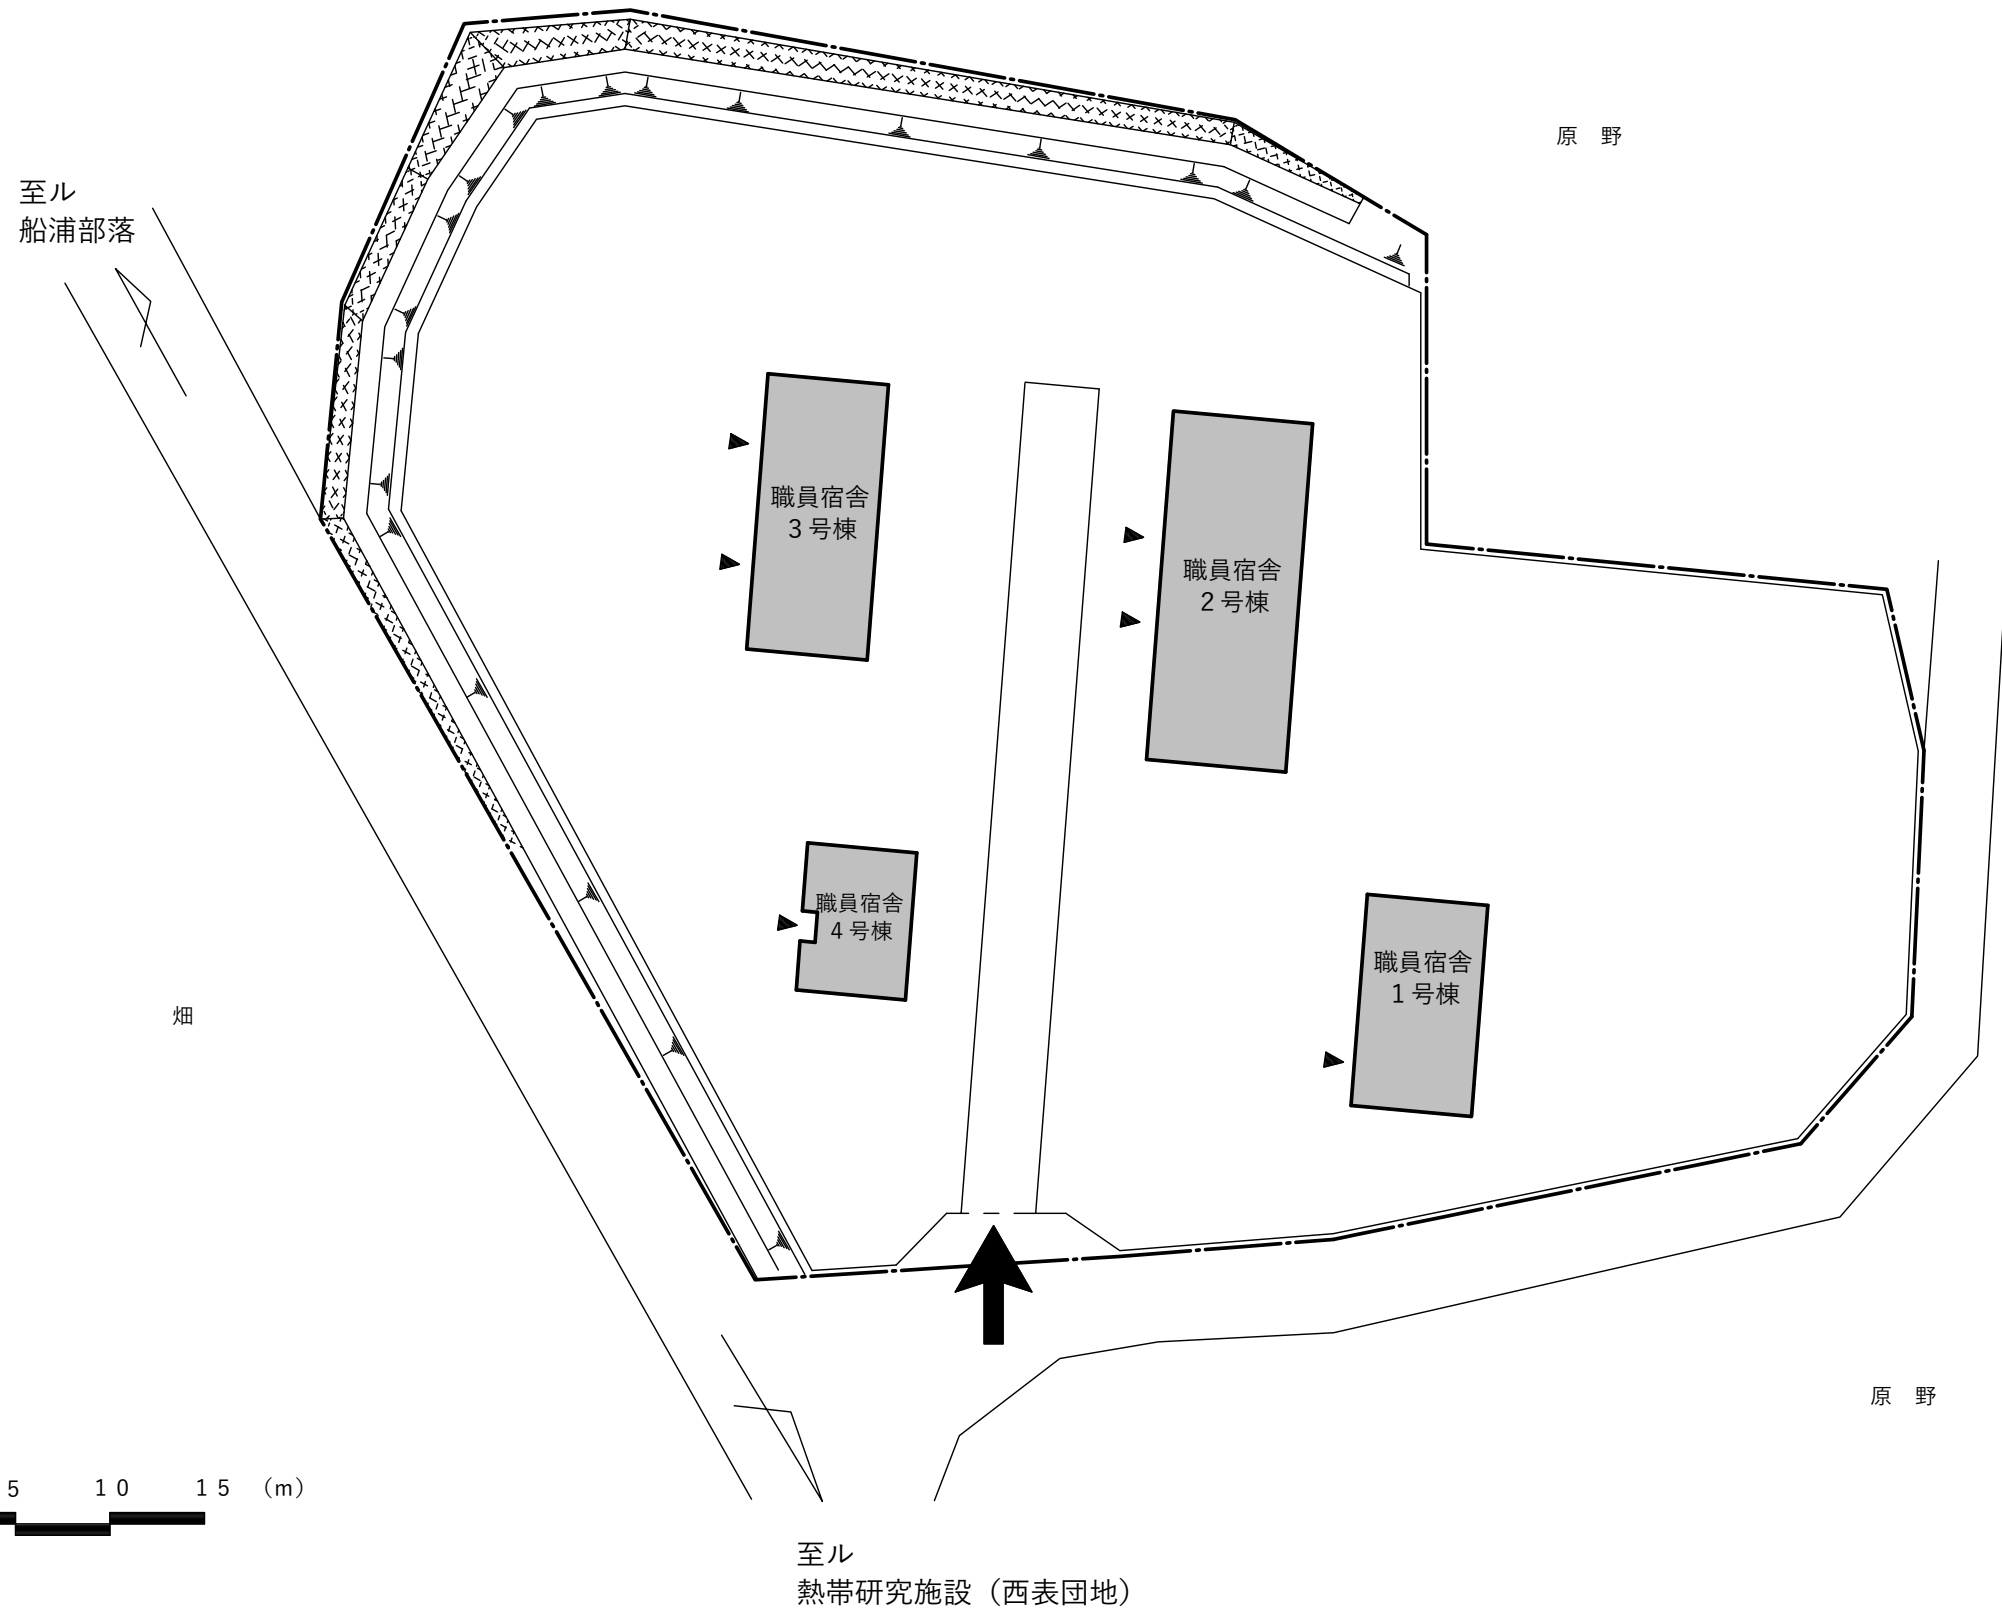 原　野
至ル
船浦部落
職員宿舎
３号棟
職員宿舎
２号棟
職員宿舎
４号棟
職員宿舎
１号棟
畑
原　野
５　１０　１５　（ｍ）
至ル
熱帯研究施設（西表団地）